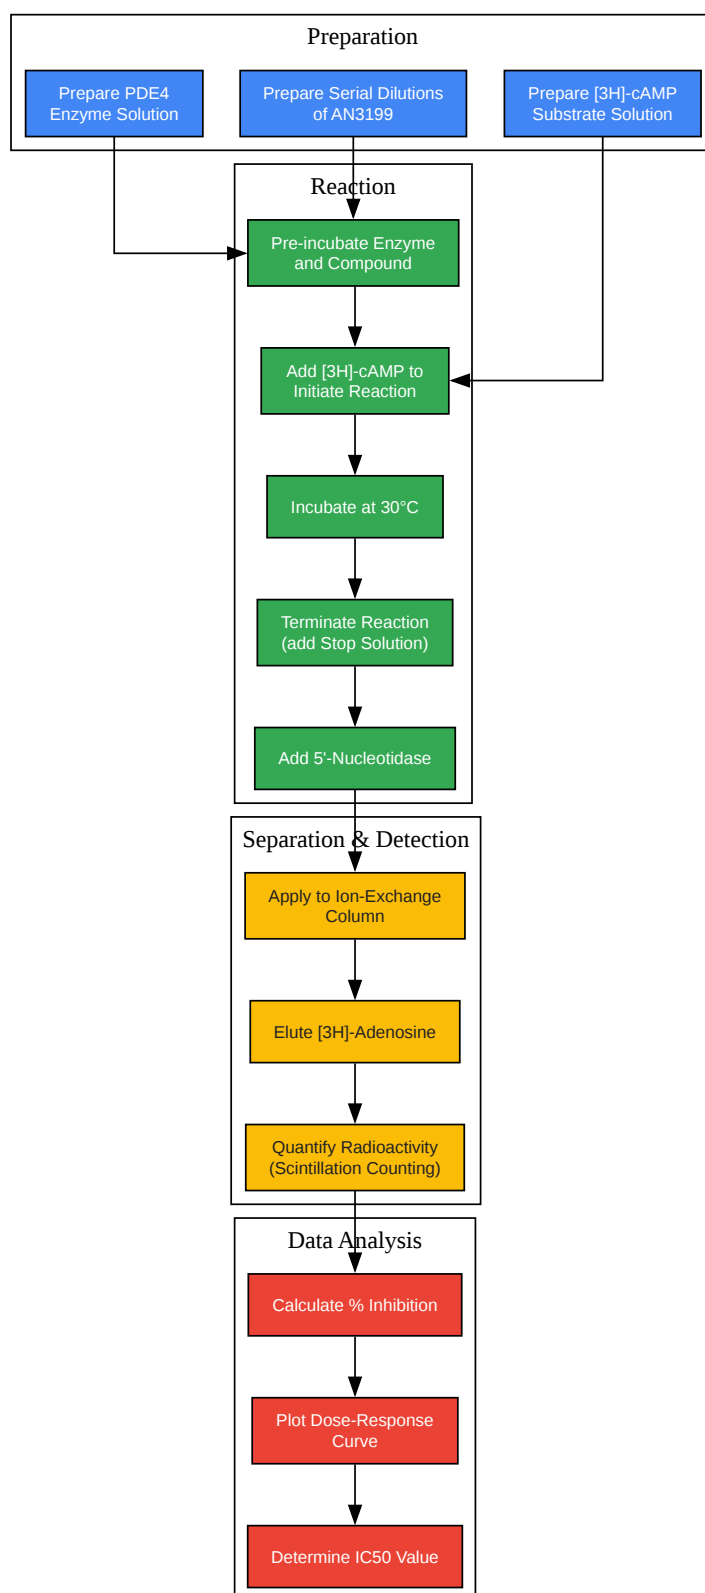 Preparation
Prepare PDE4
Enzyme Solution
Prepare Serial Dilutions
of AN3199
Prepare [3H]-cAMP
Substrate Solution
Reaction
Pre-incubate Enzyme
and Compound
Add [3H]-cAMP to
Initiate Reaction
Incubate at 30°C
Terminate Reaction
(add Stop Solution)
Add 5'-Nucleotidase
Separation & Detection
Apply to Ion-Exchange
Column
Elute [3H]-Adenosine
Quantify Radioactivity
(Scintillation Counting)
Data Analysis
Calculate % Inhibition
Plot Dose-Response
Curve
Determine IC50 Value